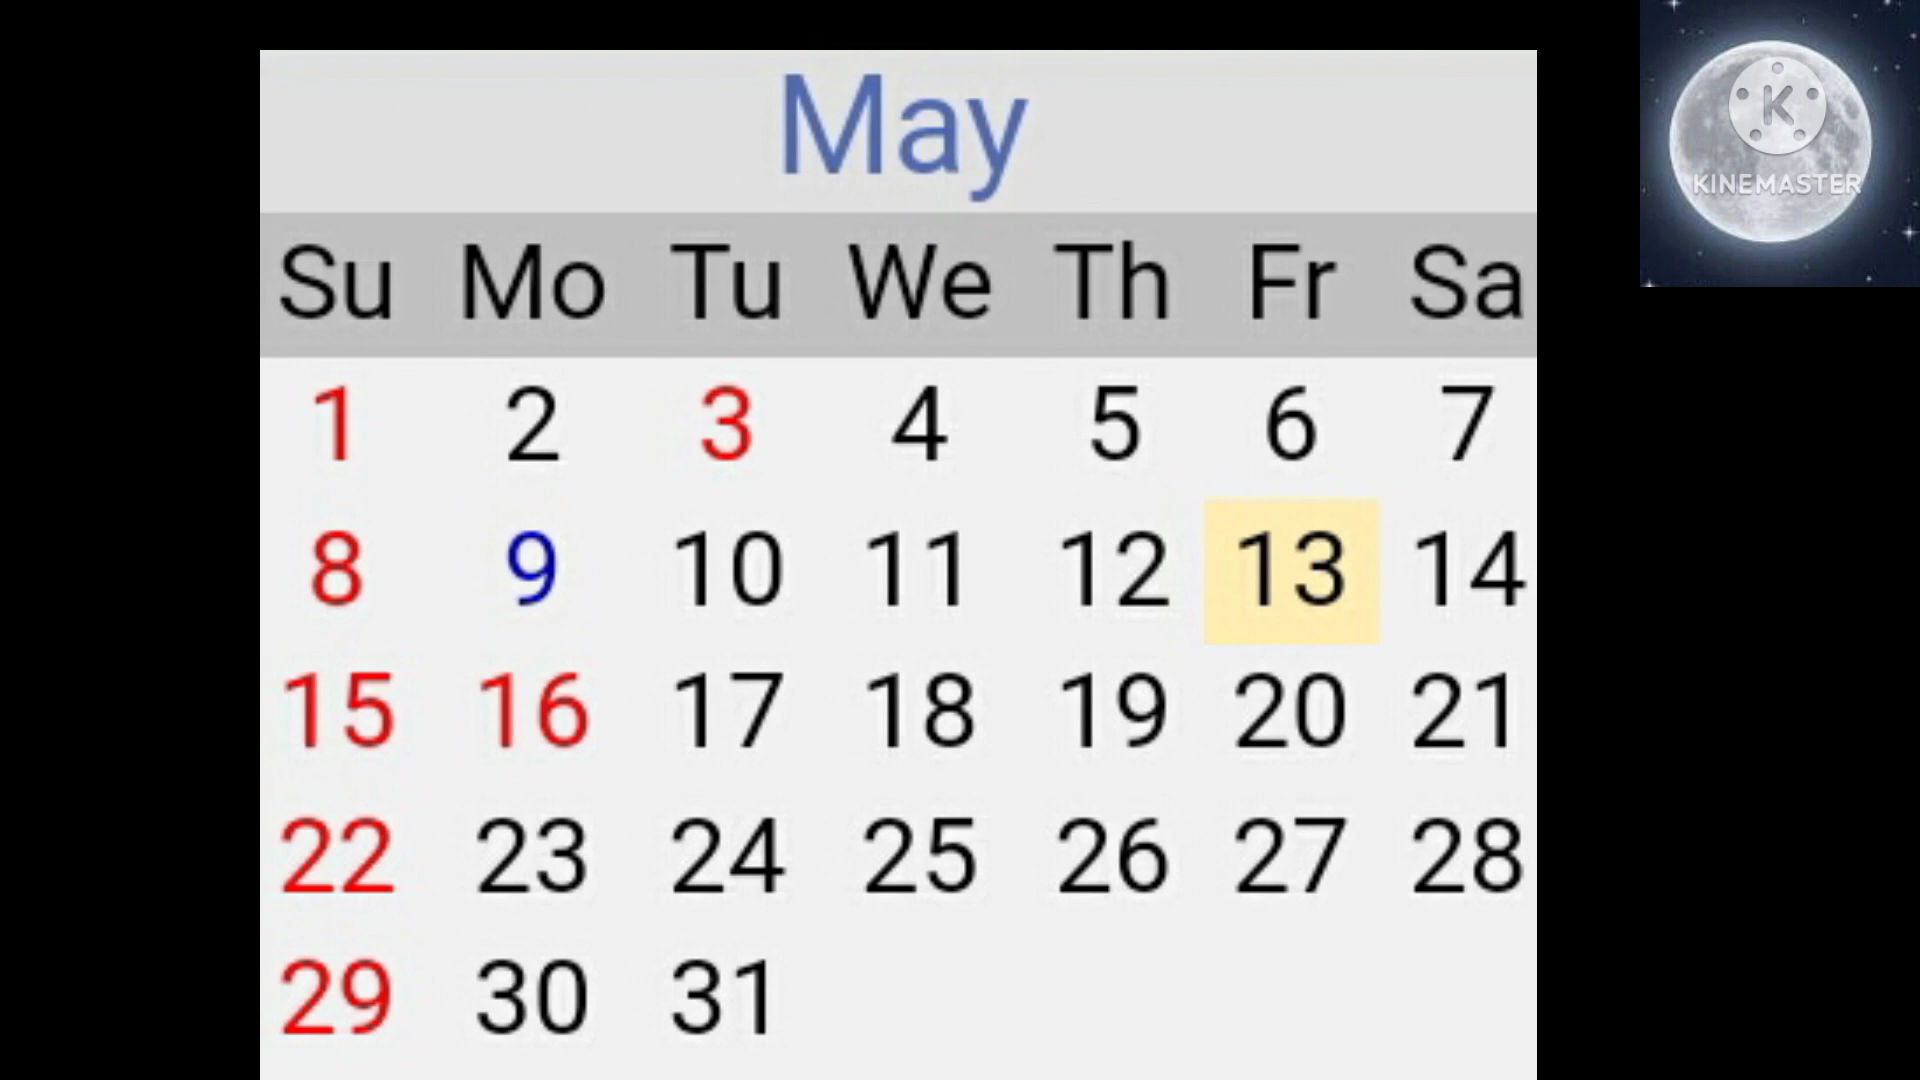 May
Su Mo Tu We Th Fr Sa
1 2 3 4 5 6 7
8 9 10 11 12 13 14
15 16 17 18 19 20 21
22 23 24 25 26 27 28
29 30 31
K
KINEMASTER